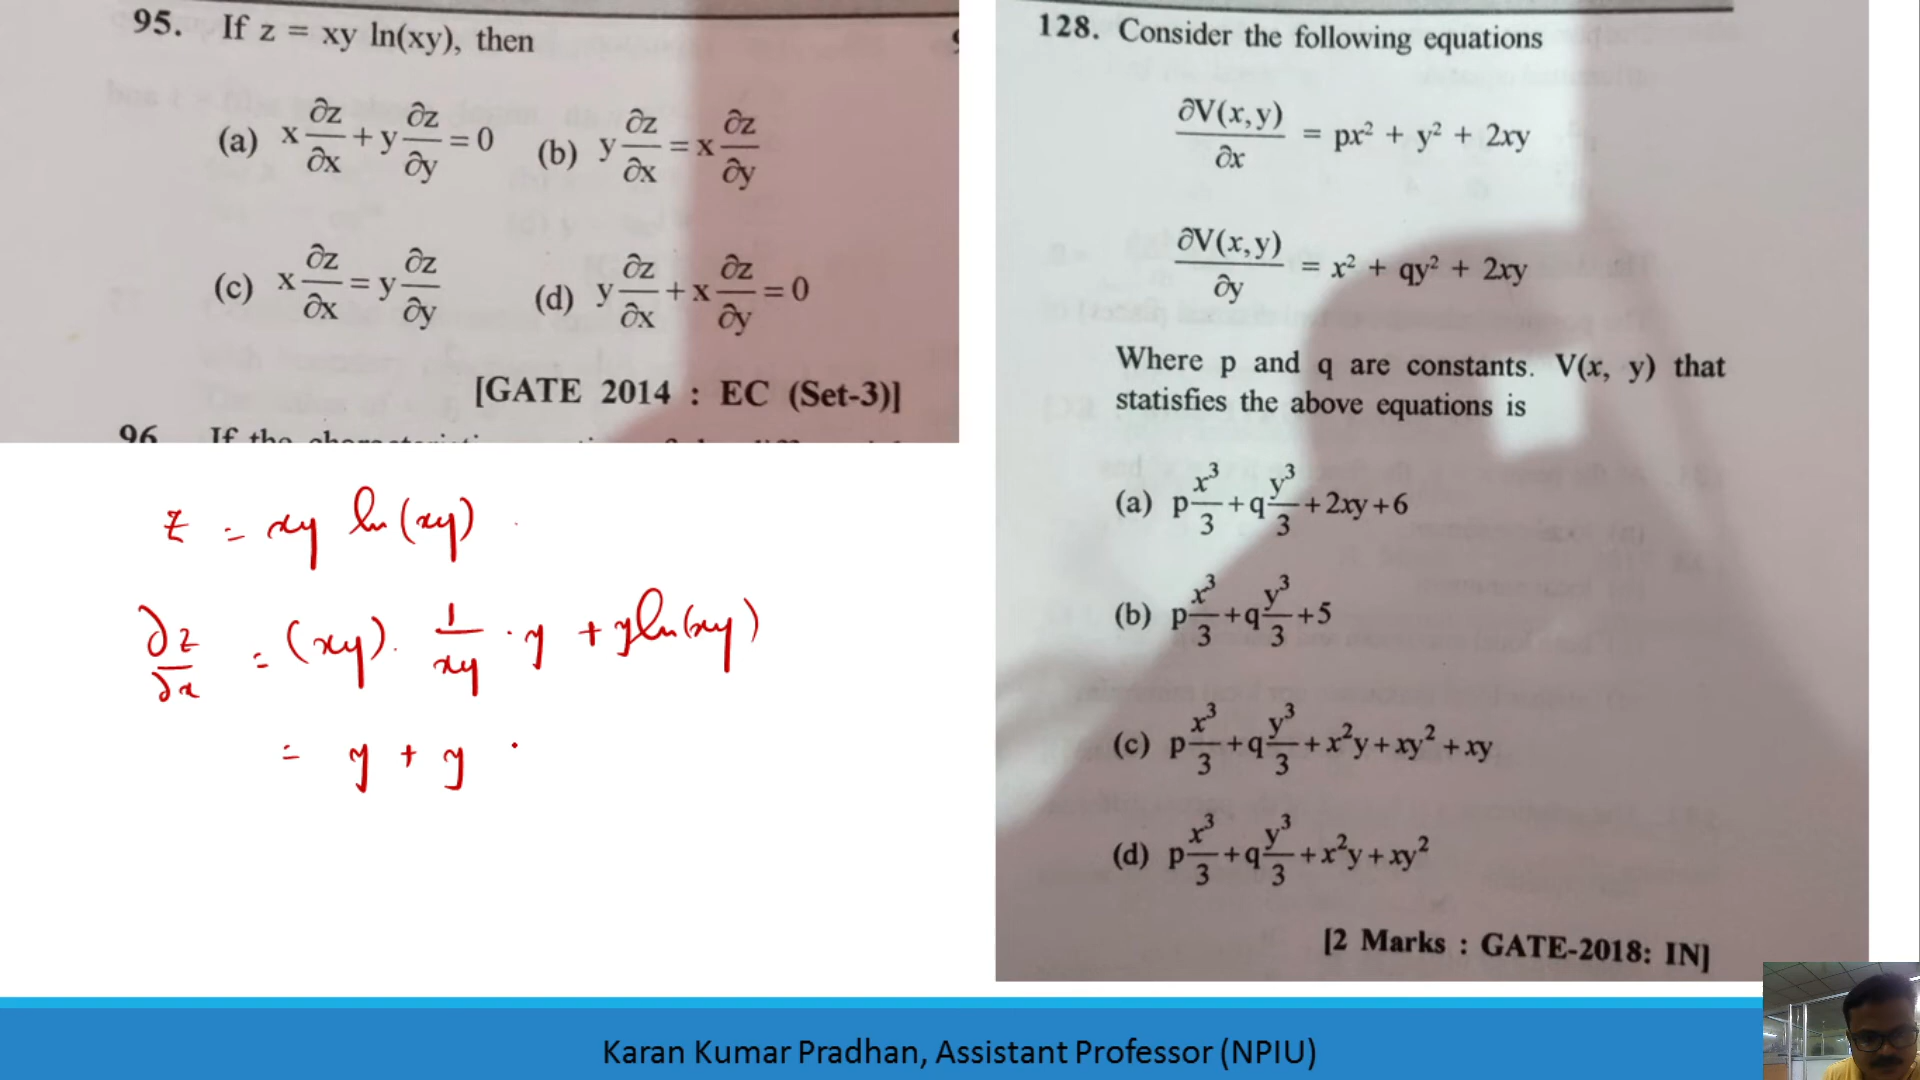 95. If z = xy ln(xy), then
(a) x ∂z/∂x + y ∂z/∂y = 0 (b) y ∂z/∂x = x ∂z/∂y
(c) x ∂z/∂x = y ∂z/∂y (d) y ∂z/∂x + x ∂z/∂y = 0
[GATE 2014 : EC (Set-3)]
96 If the
z = xy ln(xy)
∂z/∂x = (xy) · 1/xy · y + y ln(xy)
= y + y
128. Consider the following equations
∂V(x,y)/∂x = px² + y² + 2xy
∂V(x,y)/∂y = x² + qy² + 2xy
Where p and q are constants. V(x, y) that
statisfies the above equations is
(a) p x³/3 + q y³/3 + 2xy + 6
(b) p x³/3 + q y³/3 + 5
(c) p x³/3 + q y³/3 + x²y + xy² + xy
(d) p x³/3 + q y³/3 + x²y + xy²
[2 Marks : GATE-2018: IN]
Karan Kumar Pradhan, Assistant Professor (NPIU)